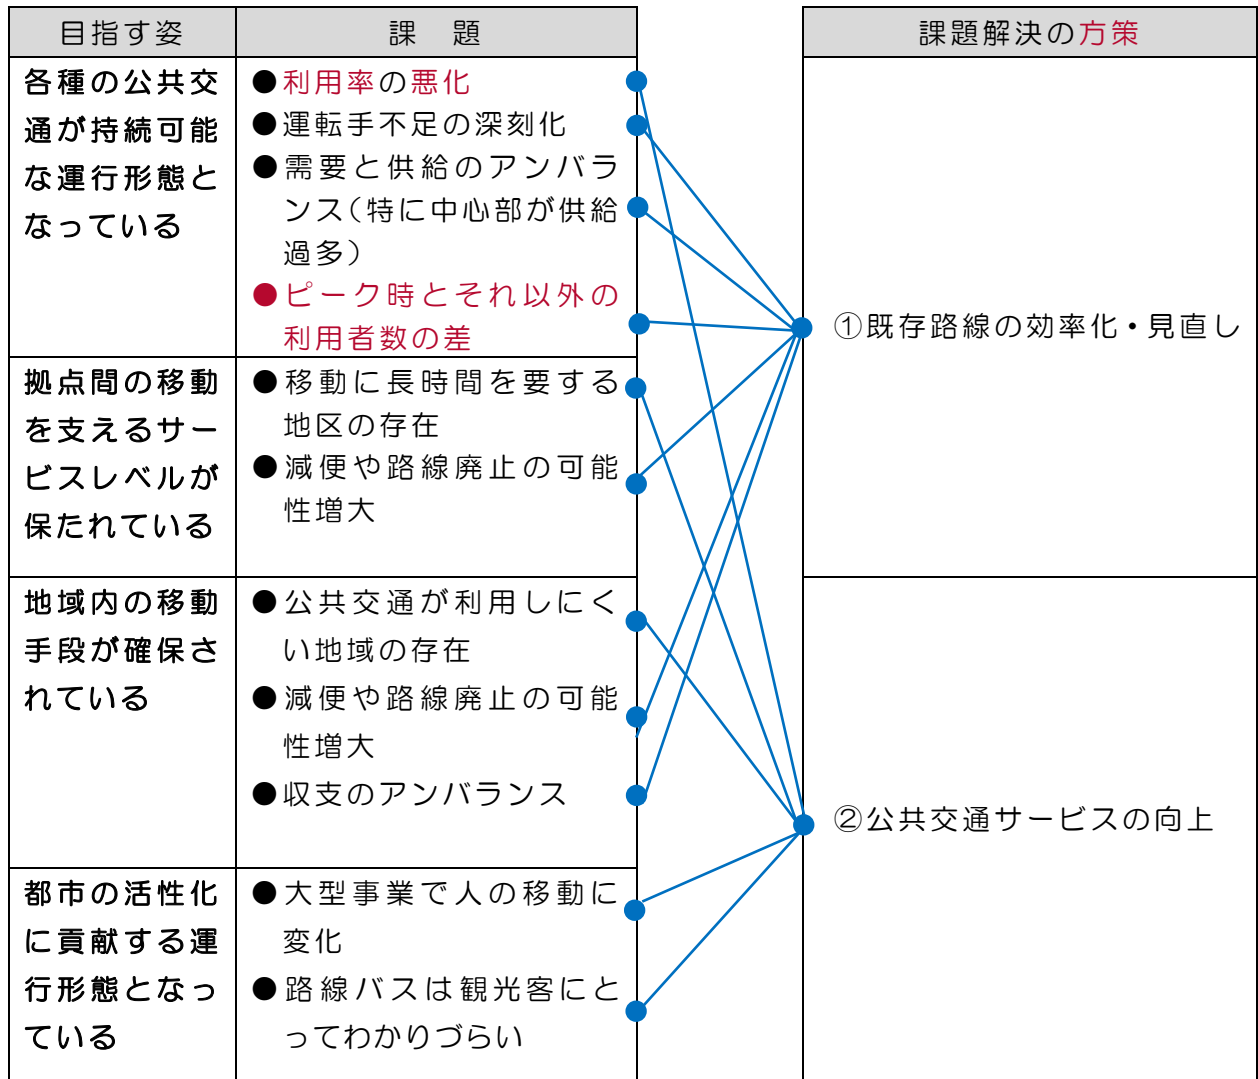 目指す姿
課　題
課題解決の方策
各種の公共交
通が持続可能
な運行形態と
なっている
●利用率の悪化
●運転手不足の深刻化
●需要と供給のアンバラ
ンス（特に中心部が供給
過多）
●ピーク時とそれ以外の
利用者数の差
拠点間の移動
を支えるサー
ビスレベルが
保たれている
●移動に長時間を要する
地区の存在
●減便や路線廃止の可能
性増大
①既存路線の効率化・見直し
地域内の移動
手段が確保さ
れている
●公共交通が利用しにく
い地域の存在
●減便や路線廃止の可能
性増大
●収支のアンバランス
都市の活性化
に貢献する運
行形態となっ
ている
●大型事業で人の移動に
変化
●路線バスは観光客にと
ってわかりづらい
②公共交通サービスの向上